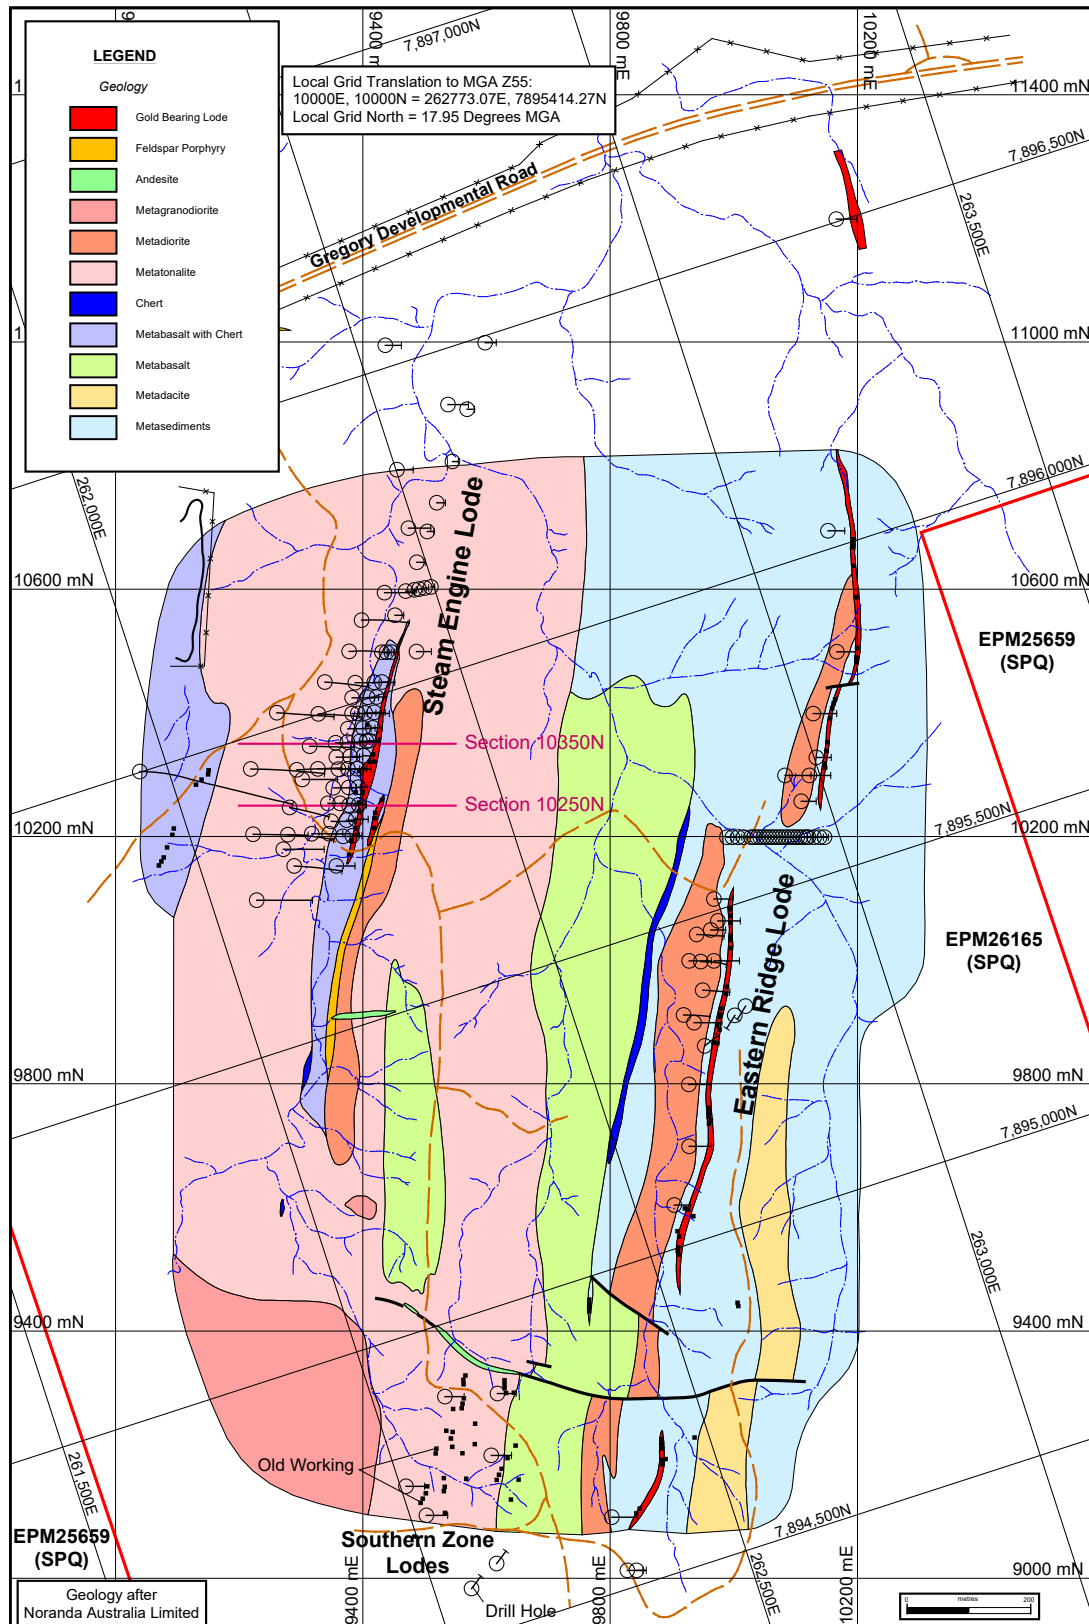 LEGEND
Geology
Gold Bearing Lode
Feldspar Porphyry
Andesite
Metagranodiorite
Metadiorite
Metatonalite
Chert
Metabasalt with Chert
Metabasalt
Metadacite
Metasediments
Local Grid Translation to MGA Z55:
10000E, 10000N = 262773.07E, 7895414.27N
Local Grid North = 17.95 Degrees MGA
9400 mE
7,897,000N
9800 mE
10200 mE
11400 mN
1
7,896,500N
263,500E
Gregory Developmental Road
11000 mN
1
7,896,000N
262,000E
Steam Engine Lode
10600 mN
10600 mN
EPM25659
(SPQ)
Section 10350N
Section 10250N
7,895,500N
10200 mN
10200 mN
Eastern Ridge Lode
EPM26165
(SPQ)
9800 mN
9800 mN
7,895,000N
263,000E
9400 mN
9400 mN
Old Working
261,500E
EPM25659
(SPQ)
Southern Zone
Lodes
7,894,500N
262,500E
9000 mN
9400 mE
9800 mE
10200 mE
Drill Hole
Geology after
Noranda Australia Limited
0 metres 200